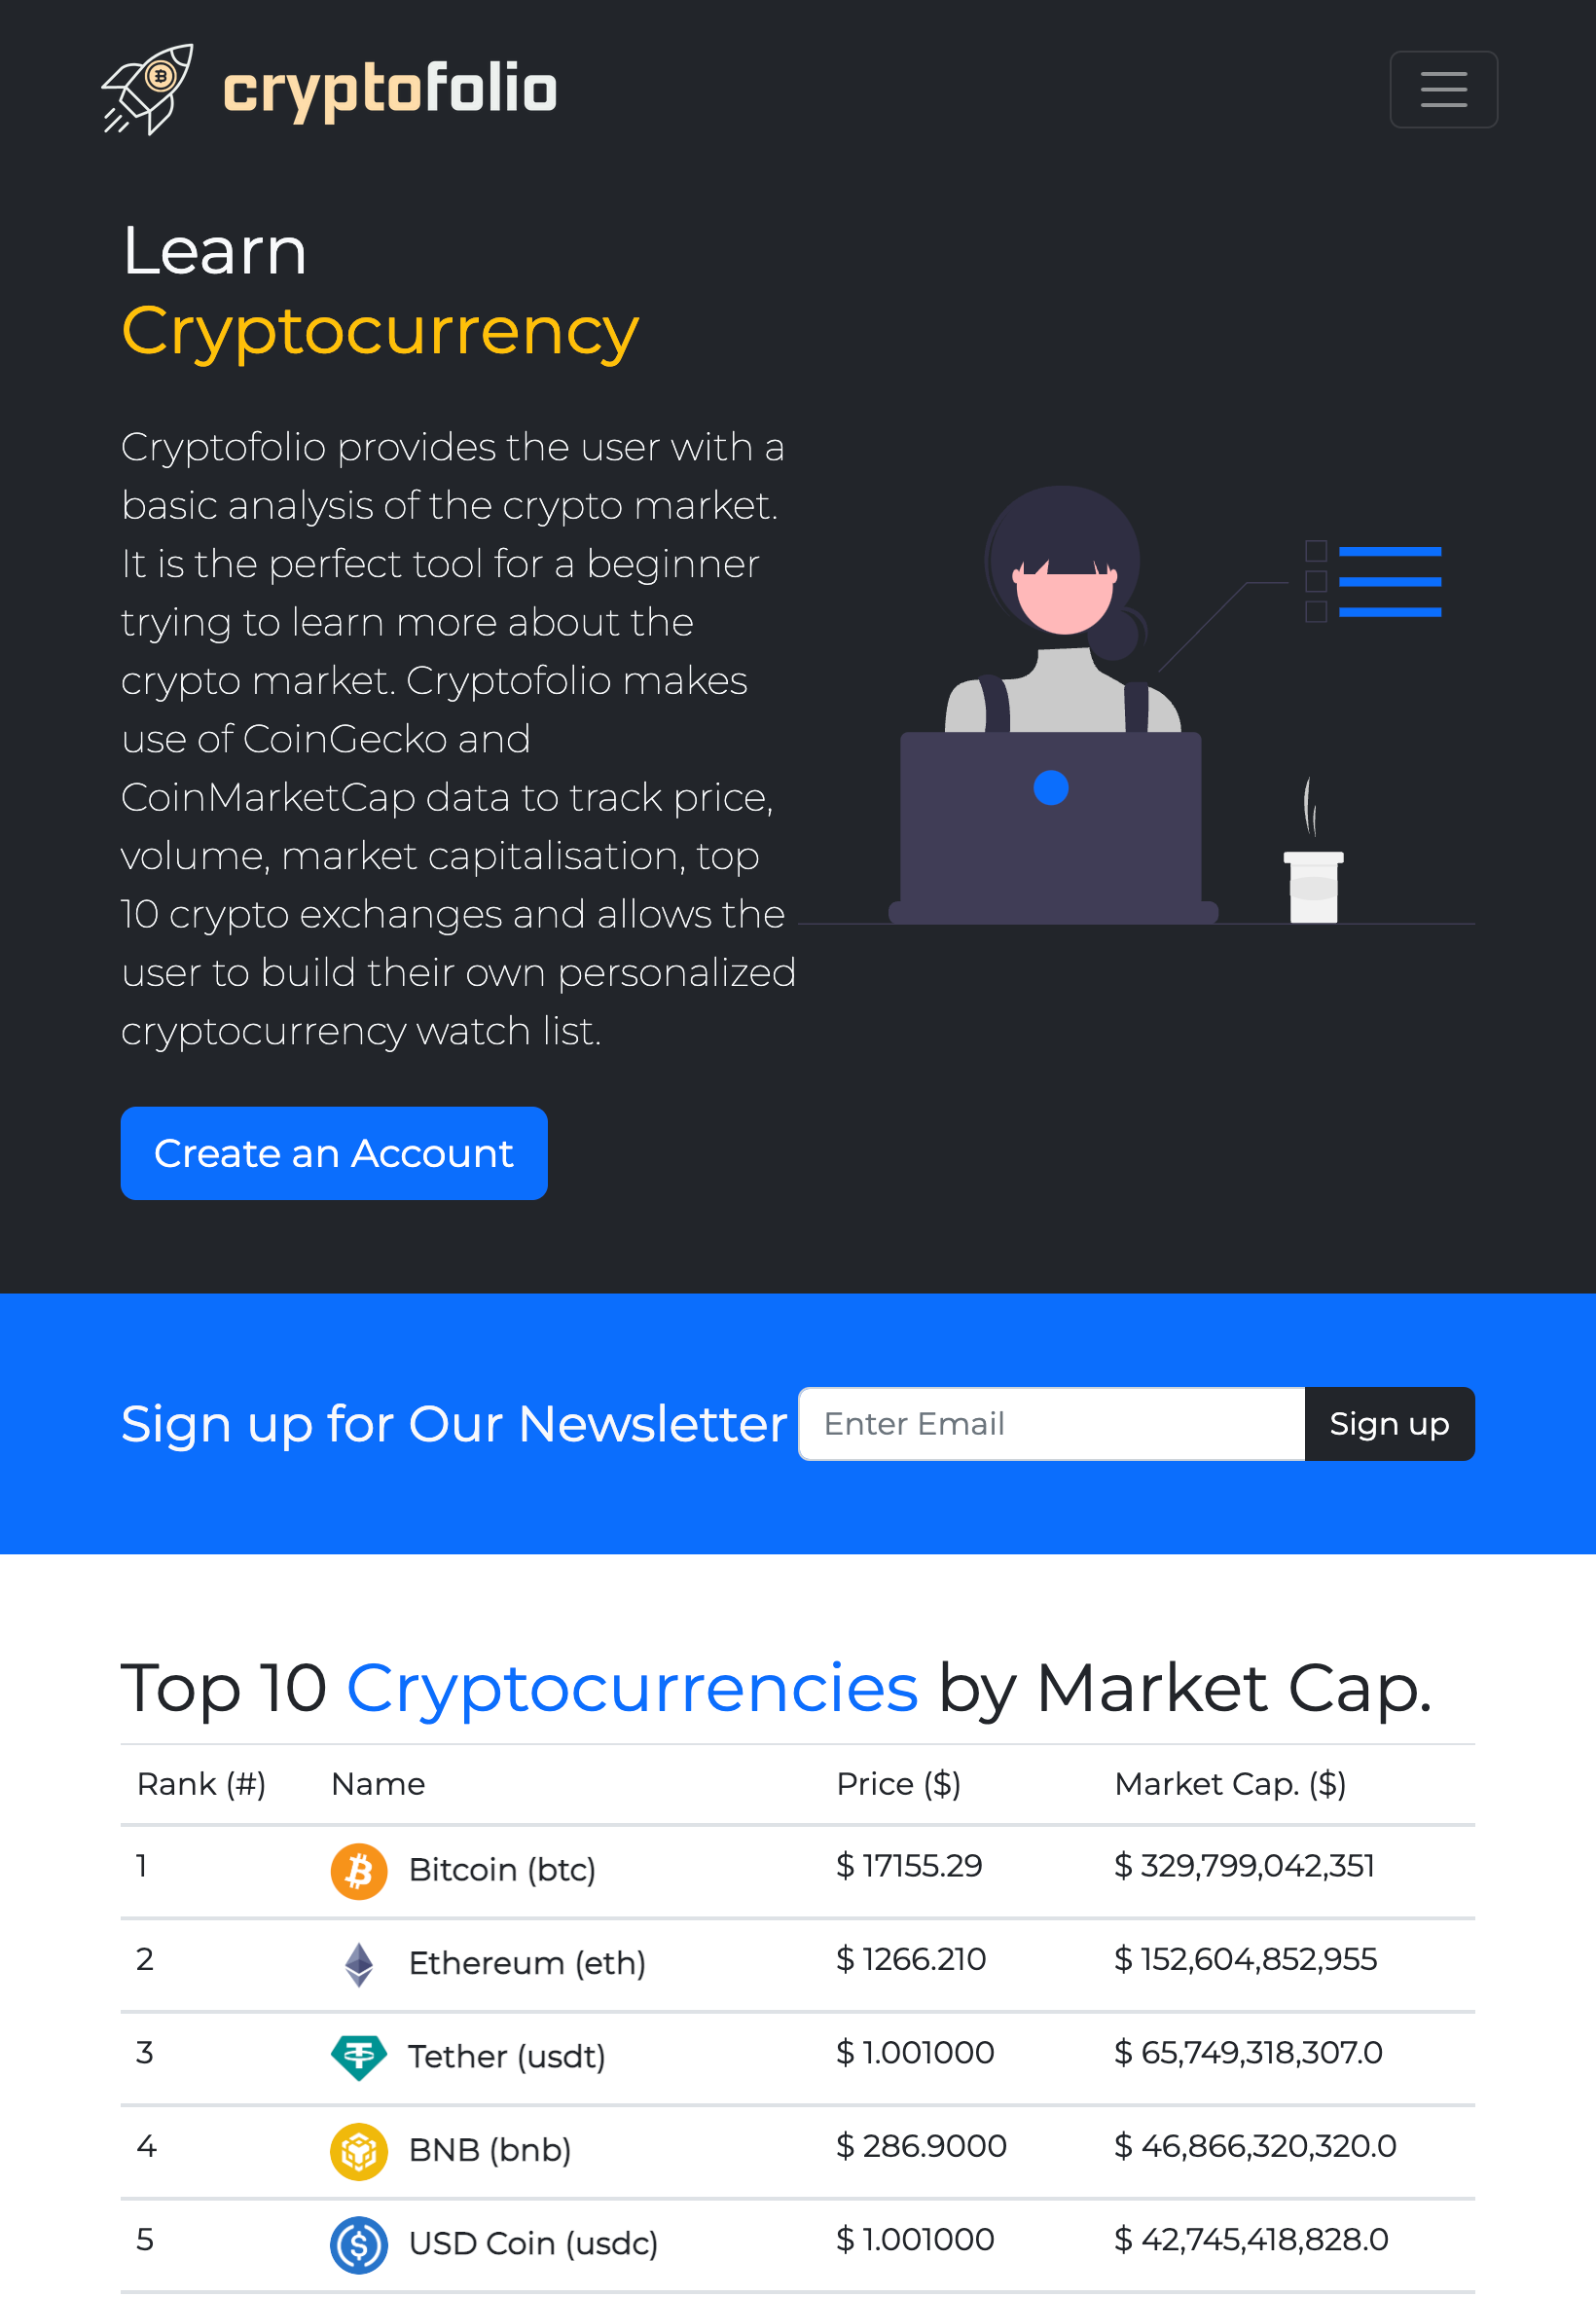 cryptofolio
Learn
Cryptocurrency
Cryptofolio provides the user with a
basic analysis of the crypto market.
It is the perfect tool for a beginner
trying to learn more about the
crypto market. Cryptofolio makes
use of CoinGecko and
CoinMarketCap data to track price,
volume, market capitalisation, top
10 crypto exchanges and allows the
user to build their own personalized
cryptocurrency watch list.
Create an Account
Sign up for Our Newsletter Enter Email Sign up
Top 10 Cryptocurrencies by Market Cap.
Rank (#) Name Price ($) Market Cap. ($)
1 Bitcoin (btc) $ 17155.29 $ 329,799,042,351
2 Ethereum (eth) $ 1266.210 $ 152,604,852,955
3 Tether (usdt) $ 1.001000 $ 65,749,318,307.0
4 BNB (bnb) $ 286.9000 $ 46,866,320,320.0
5 USD Coin (usdc) $ 1.001000 $ 42,745,418,828.0